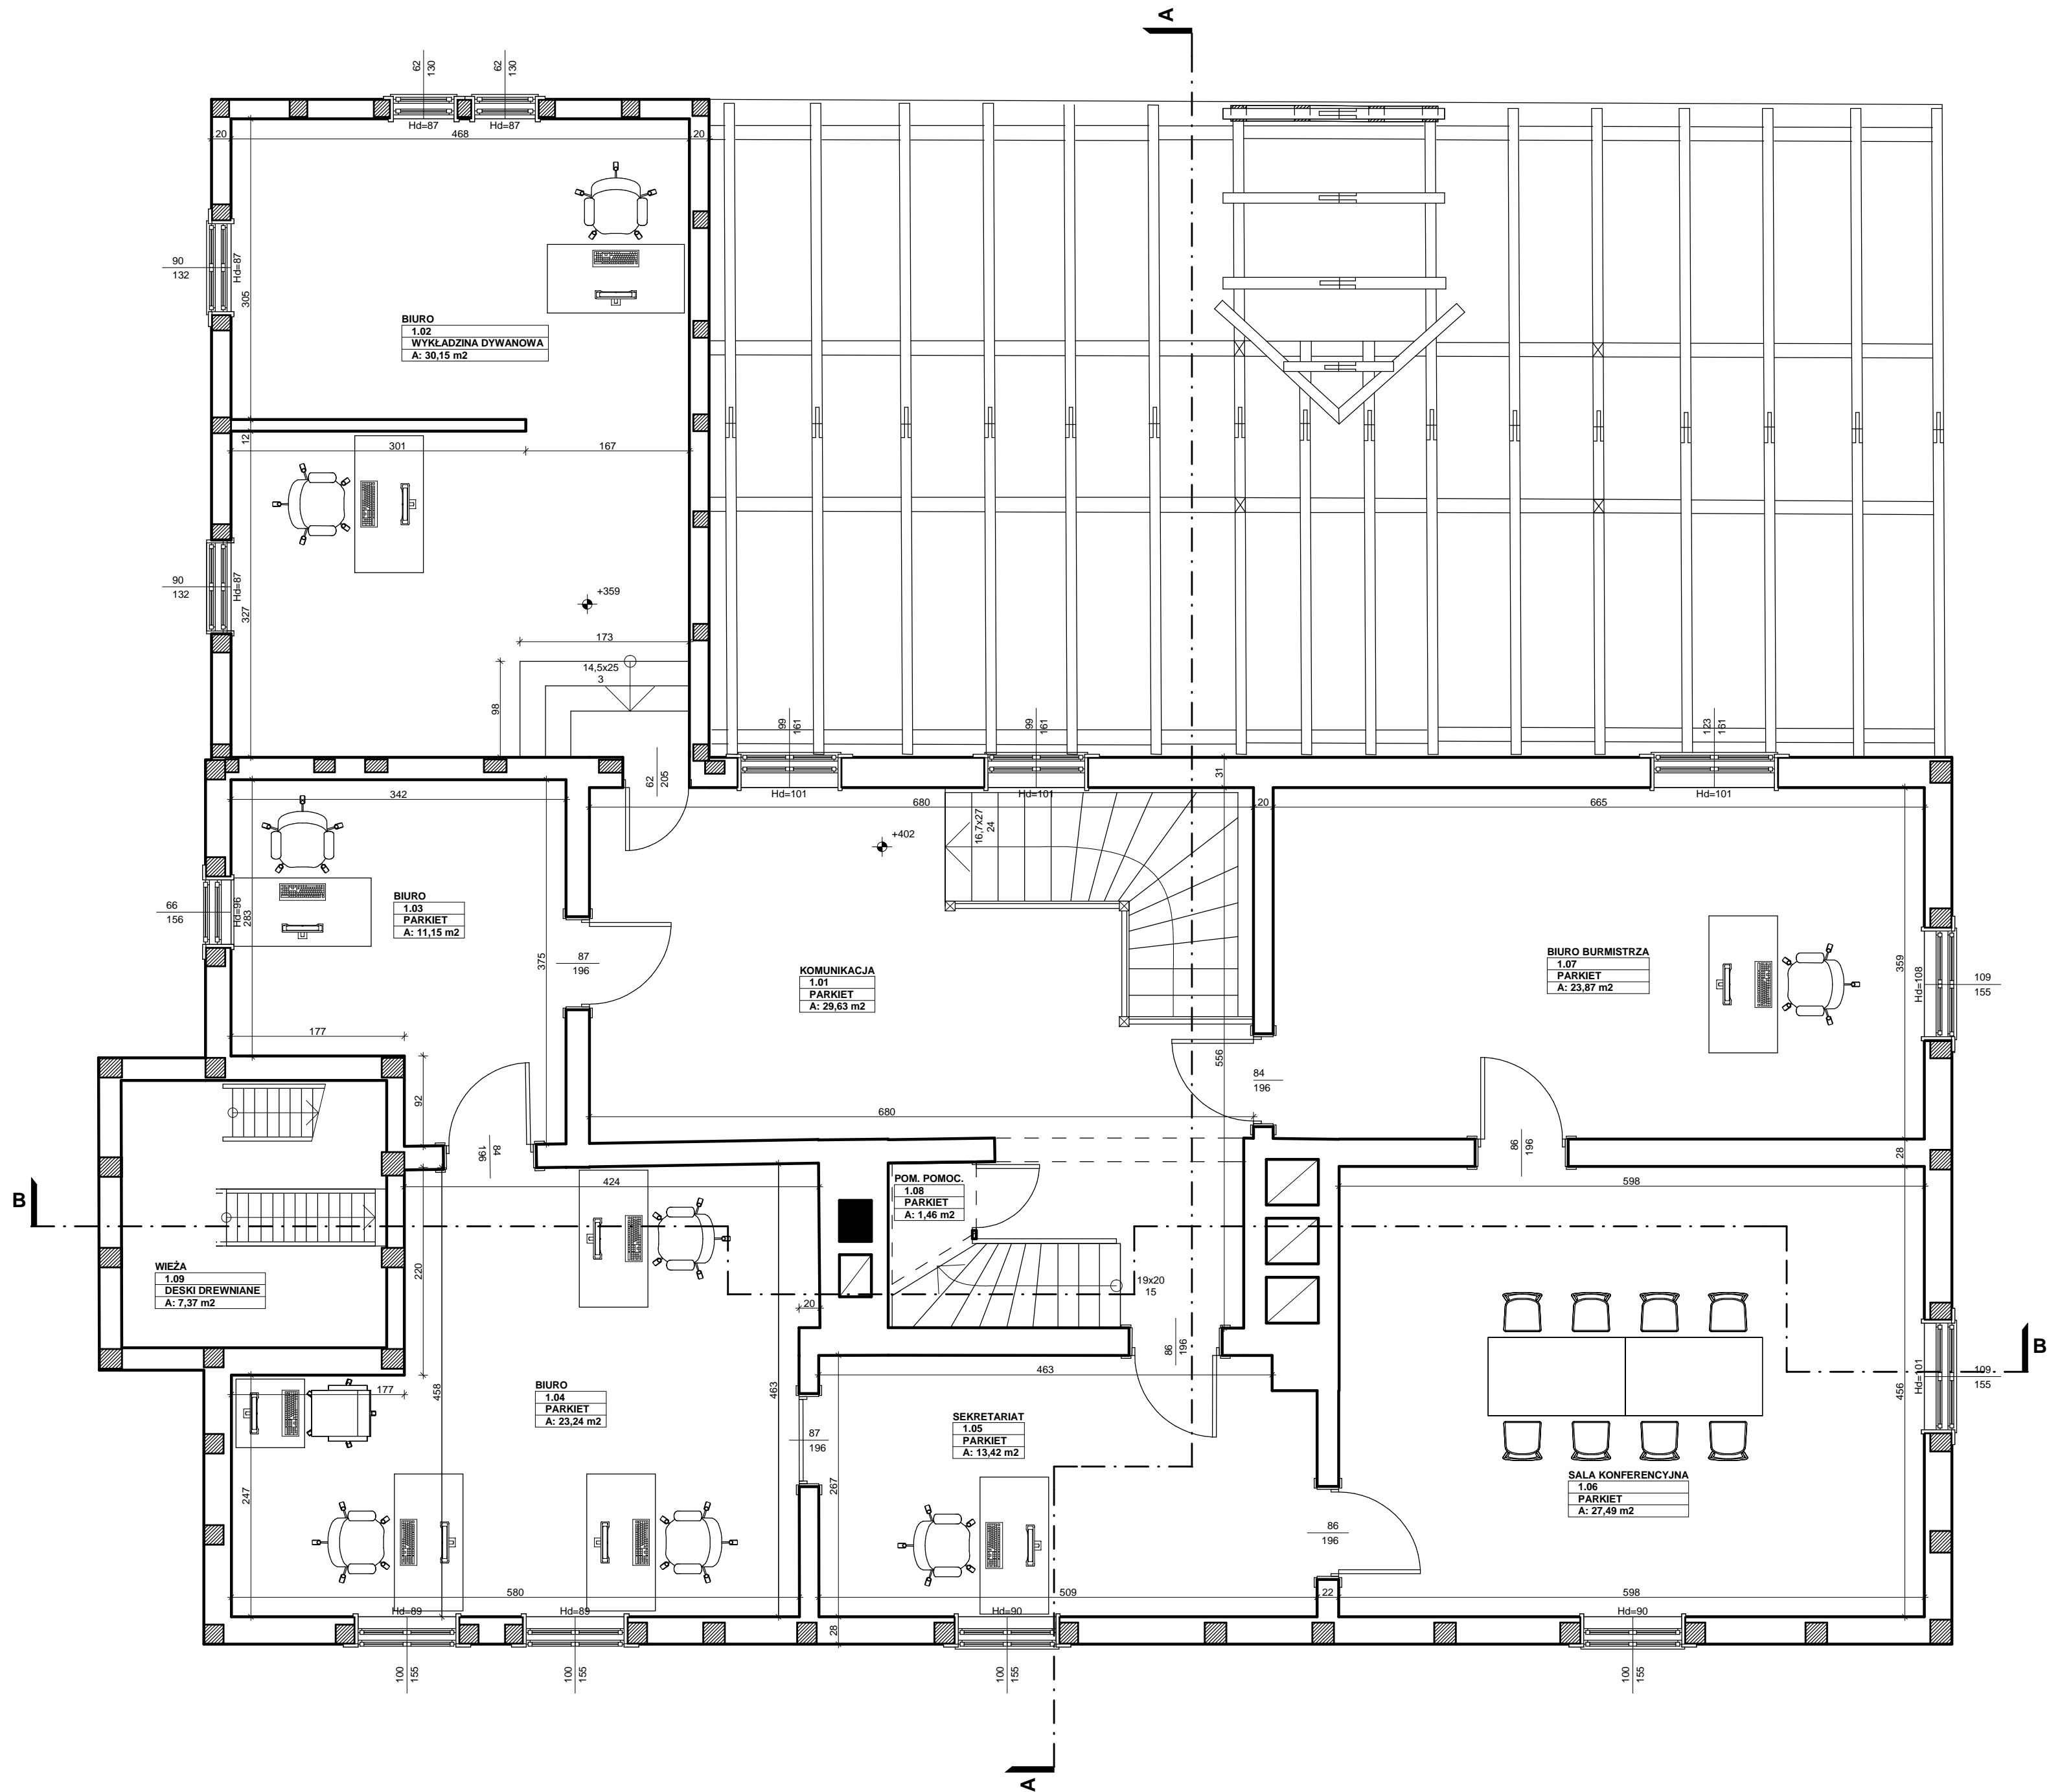 A
62
130
62
130
Hd=87
Hd=87
20
468
20
90
132
Hd=87
305
BIURO
1.02
WYKŁADZINA DYWANOWA
A: 30,15 m2
12
301
167
90
132
Hd=87
327
+359
173
14,5x25
3
98
62
205
99
161
99
161
123
161
Hd=101
Hd=101
Hd=101
31
342
680
20
665
16,7x27
24
+402
66
156
Hd=96
283
BIURO
1.03
PARKIET
A: 11,15 m2
375
87
196
KOMUNIKACJA
1.01
PARKIET
A: 29,63 m2
BIURO BURMISTRZA
1.07
PARKIET
A: 23,87 m2
359
Hd=108
109
155
177
92
556
84
196
680
84
196
86
196
28
B
424
POM. POMOC.
1.08
PARKIET
A: 1,46 m2
598
WIEŻA
1.09
DESKI DREWNIANE
A: 7,37 m2
220
20
19x20
15
86
196
B
177
458
BIURO
1.04
PARKIET
A: 23,24 m2
463
463
Hd=101
109
155
456
87
196
SEKRETARIAT
1.05
PARKIET
A: 13,42 m2
SALA KONFERENCYJNA
1.06
PARKIET
A: 27,49 m2
247
267
86
196
580
509
22
598
Hd=89
Hd=89
28
Hd=90
Hd=90
100
155
100
155
100
155
100
155
A